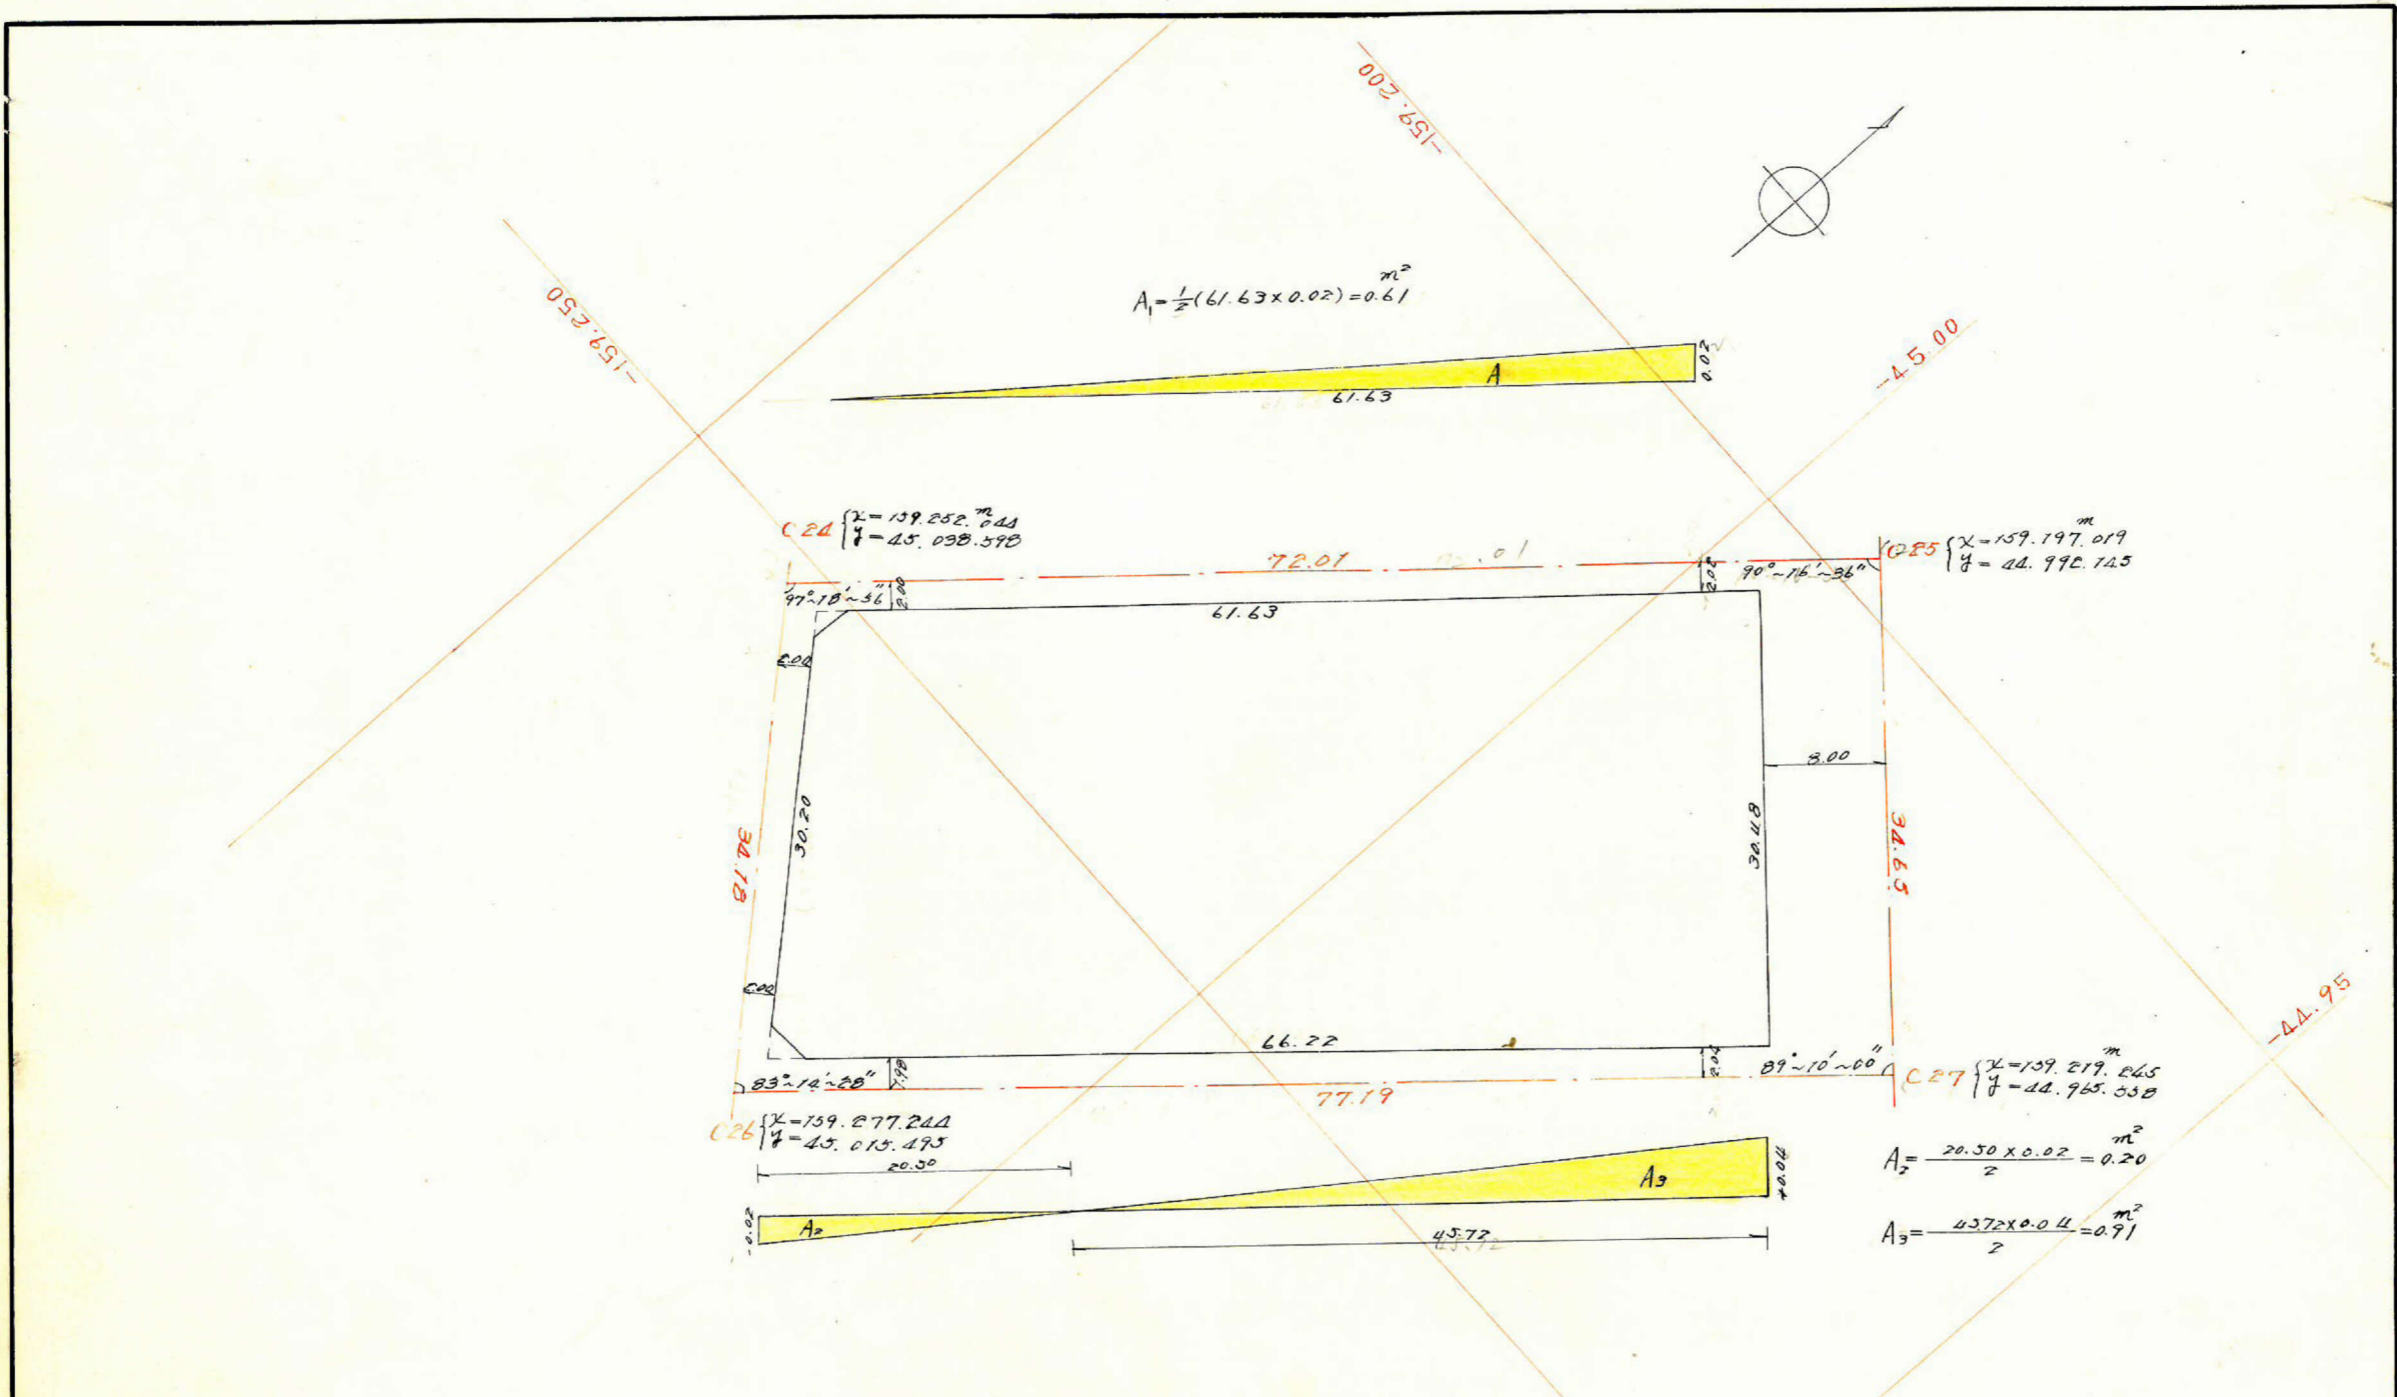 -159.200
-159.250
m²
A₁=½(61.63×0.02)=0.61
-45.00
A
0.02
61.63
C24 { x=159.252.044 m
y=45.038.598
72.01
C25 { x=159.197.019 m
y=44.992.745
97°~18'~56"
2.00
2.02
90°~16'~36"
61.63
2.00
8.00
30.20
34.18
30.48
34.65
2.00
66.22
83°~14'~28"
1.98
2.04
89°~10'~00"
77.19
C27 { x=159.219.265 m
y=44.965.558
-44.95
C26 { x=159.277.244
y=45.015.495
20.50
A₂= 20.50×0.02 / 2 =0.20 m²
-0.02
A₂
A₃
+0.04
45.72
A₃= 45.72×0.04 / 2 =0.91 m²